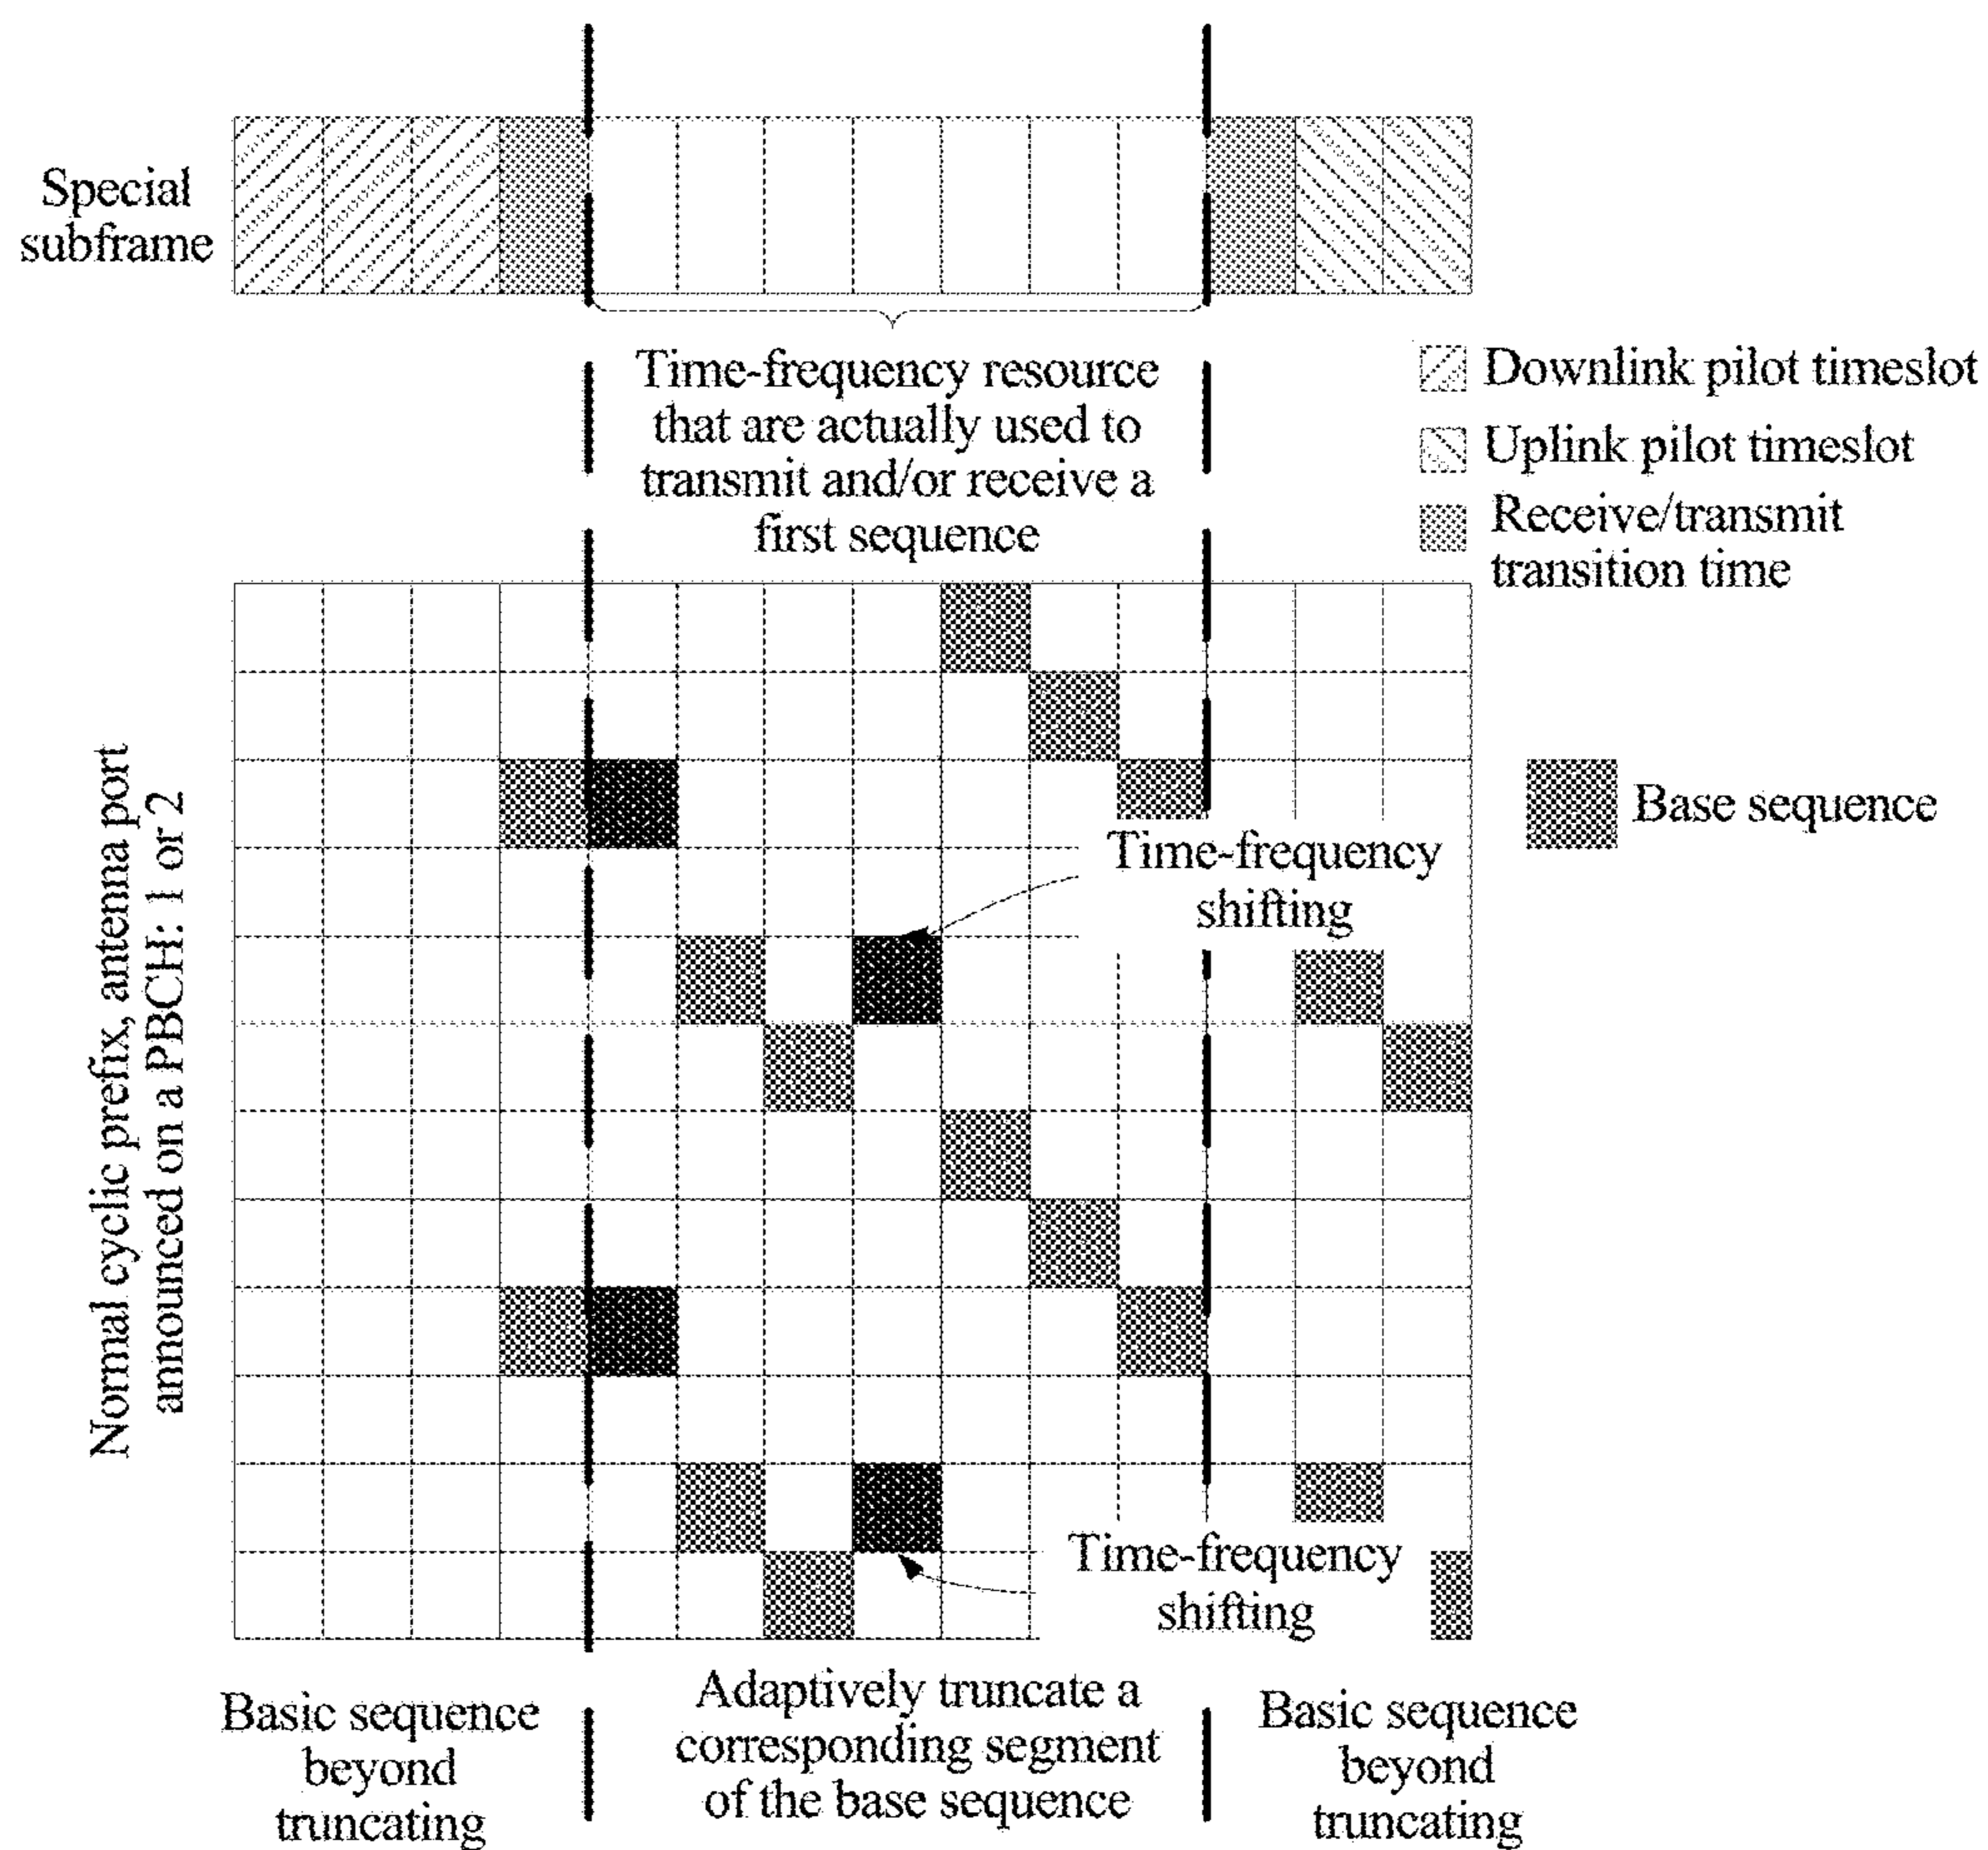 Special
subframe
Time-frequency resource
that are actually used to
transmit and/or receive a
first sequence
Downlink pilot timeslot
Uplink pilot timeslot
Receive/transmit
transition time
Normal cyclic prefix, antenna port
announced on a PBCH: 1 or 2
Base sequence
Time-frequency
shifting
Time-frequency
shifting
Basic sequence
beyond
truncating
Adaptively truncate a
corresponding segment
of the base sequence
Basic sequence
beyond
truncating